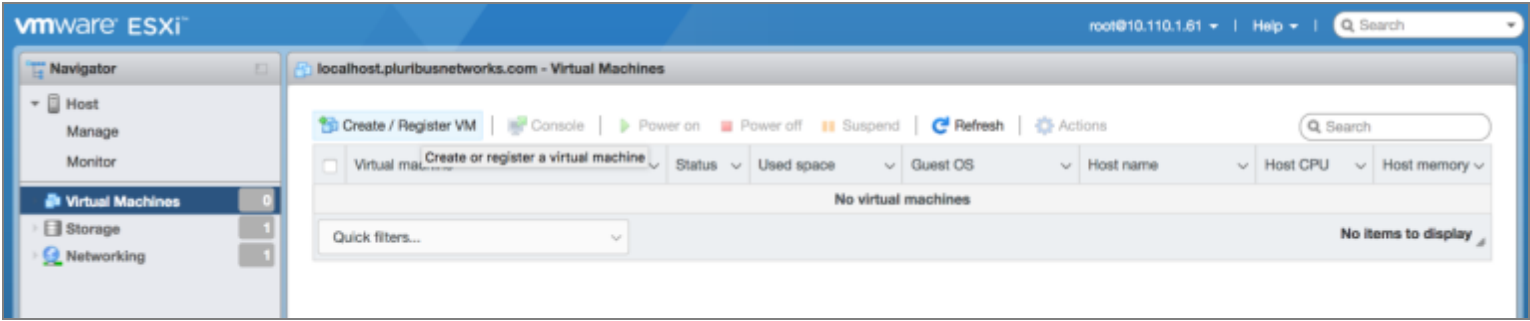 vmware ESXi™
root@10.110.1.61 | Help | Search
Navigator
localhost.pluribusnetworks.com - Virtual Machines
Host
Manage
Monitor
Virtual Machines 0
Storage 1
Networking 1
Create / Register VM | Console | Power on Power off Suspend | Refresh | Actions
Search
Create or register a virtual machine
Virtual Status Used space Guest OS Host name Host CPU Host memory
No virtual machines
Quick filters...
No items to display